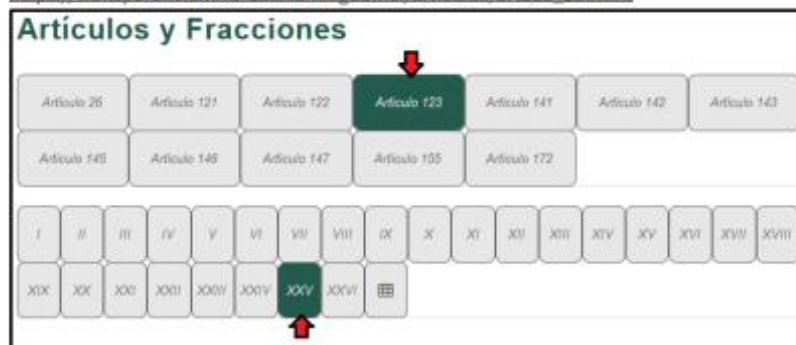 Artículos y Fracciones
Artículo 26 Artículo 121 Artículo 122 Artículo 123 Artículo 141 Artículo 142 Artículo 143
Artículo 145 Artículo 146 Artículo 147 Artículo 155 Artículo 172
I II III IV V VI VII VIII IX X XI XII XIII XIV XV XVI XVII XVIII
XIX XX XXI XXII XXIII XXIV XXV XXVI